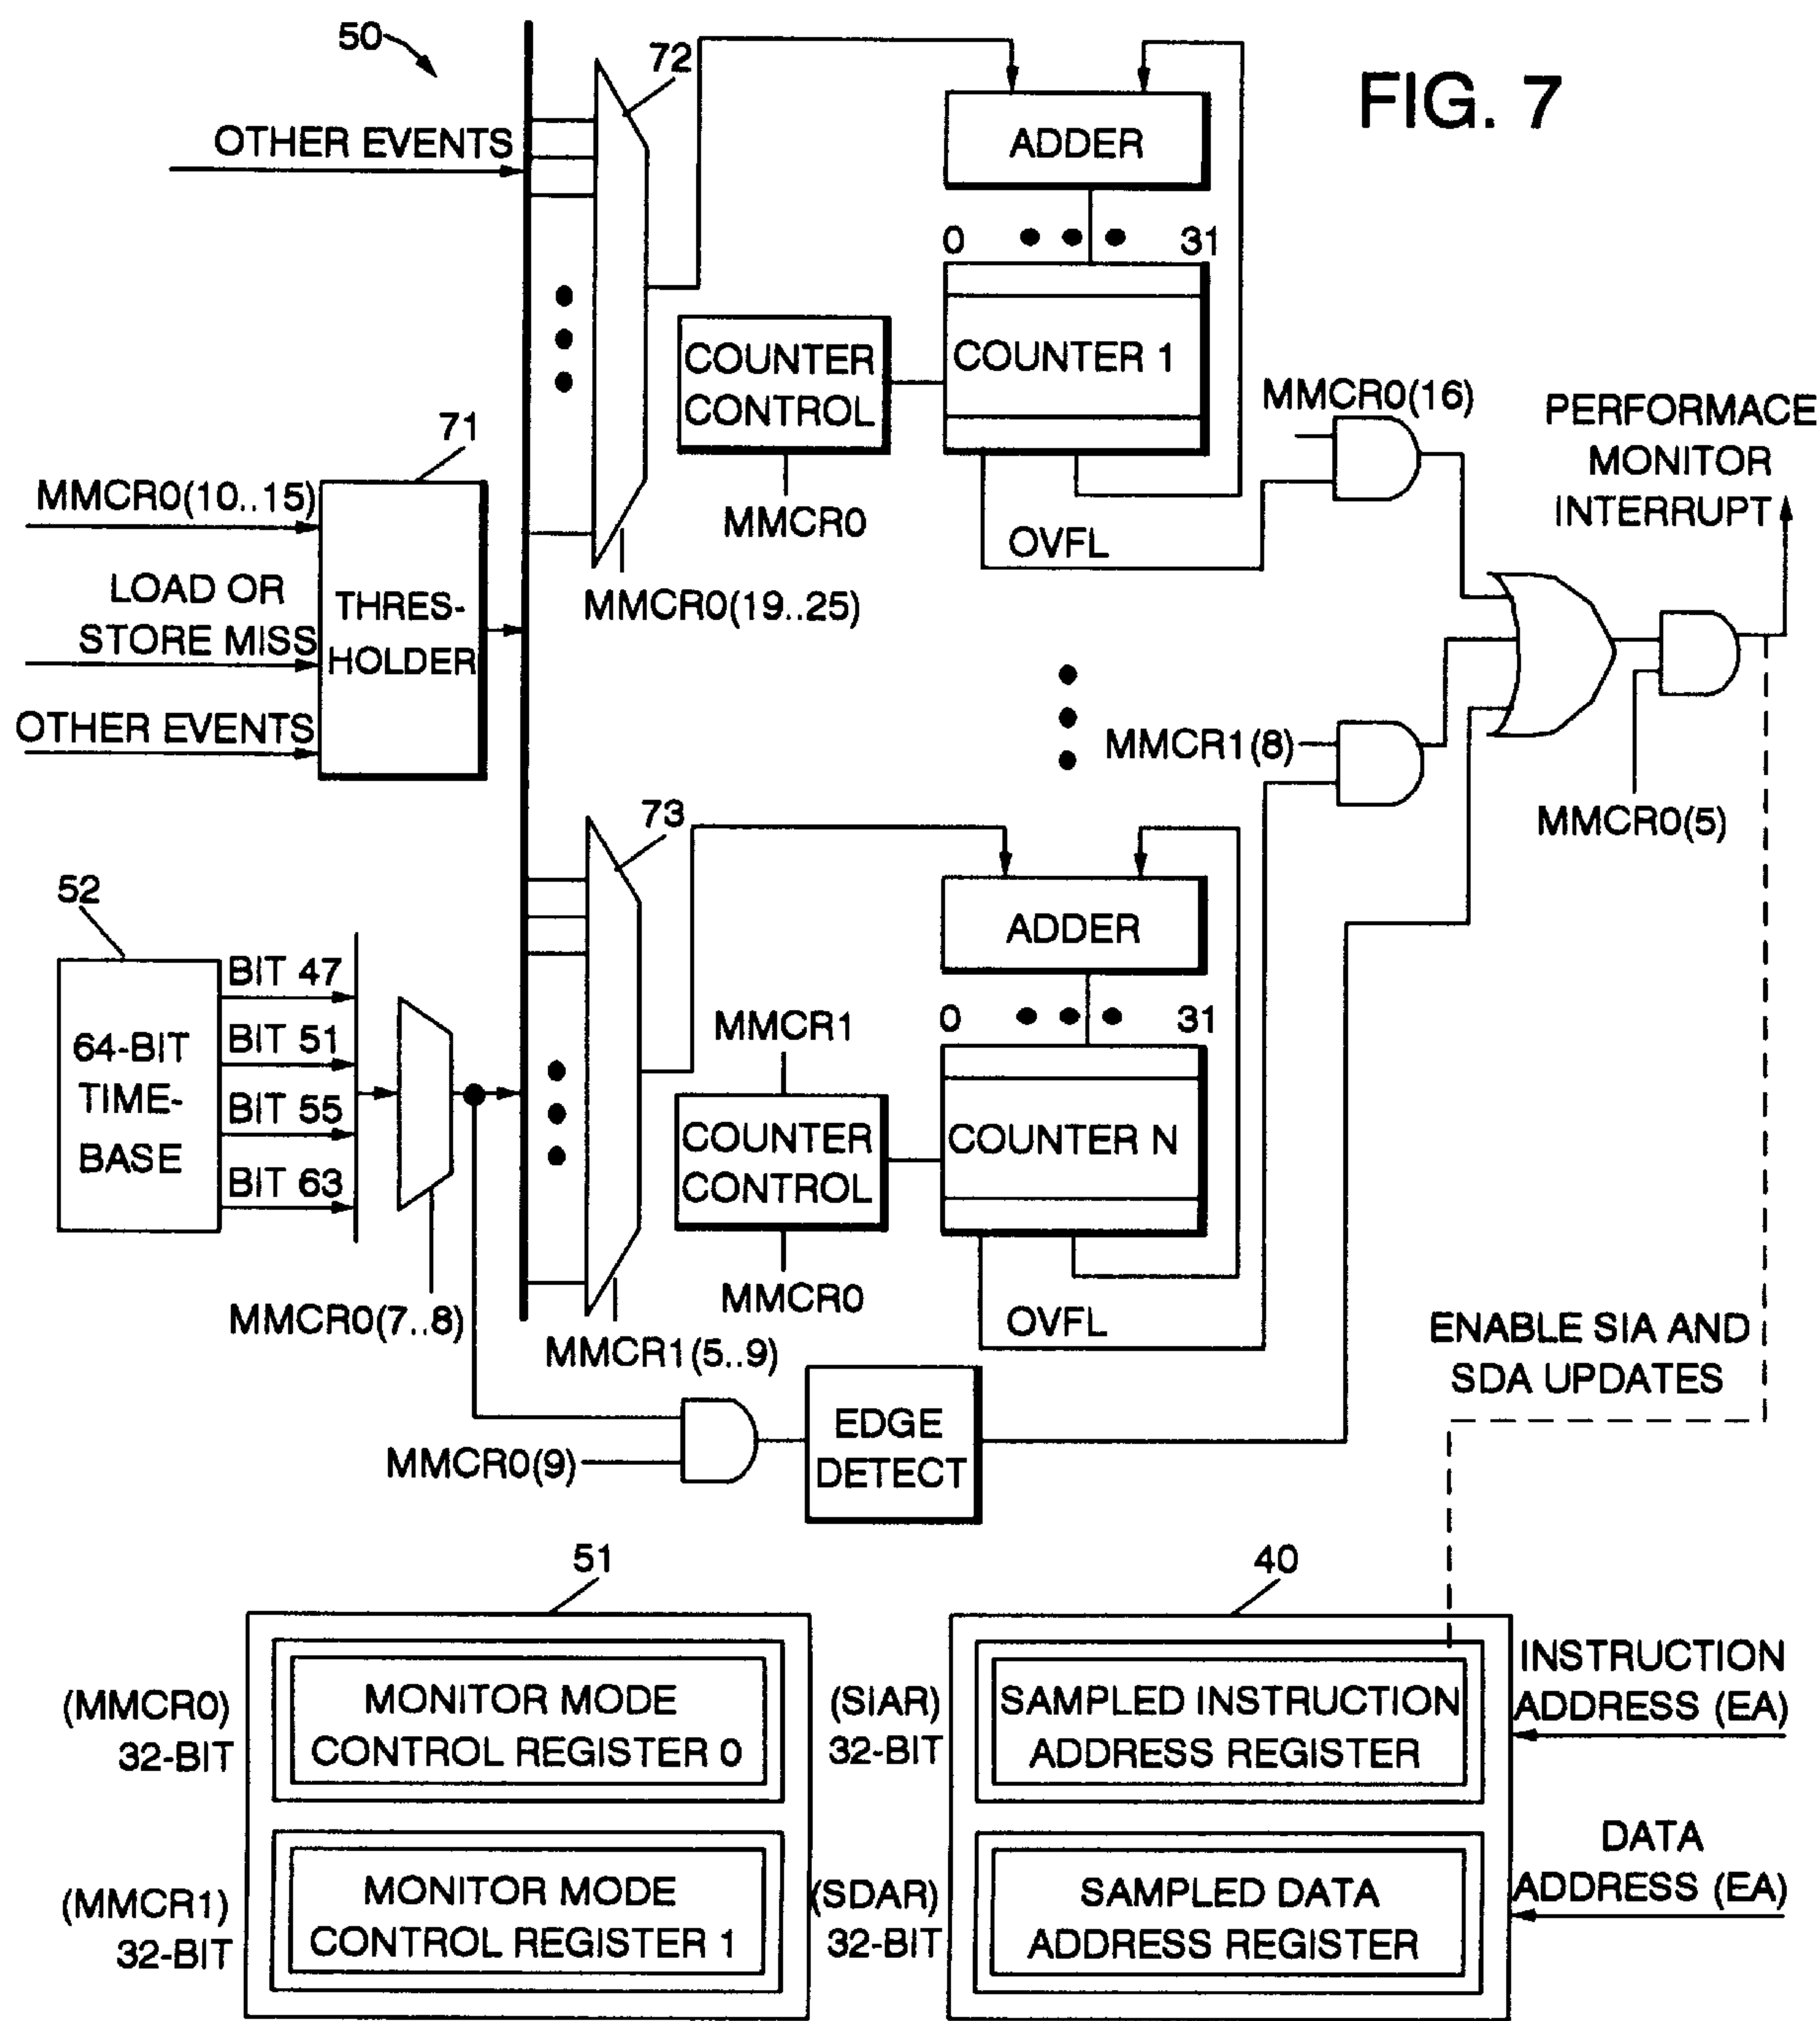 50
72
FIG. 7
OTHER EVENTS
ADDER
0
31
COUNTER
CONTROL
COUNTER 1
MMCR0(16)
PERFORMACE
MONITOR
INTERRUPT
71
MMCR0(10..15)
MMCR0
OVFL
LOAD OR
STORE MISS
THRES-
HOLDER
MMCR0(19..25)
OTHER EVENTS
MMCR1(8)
MMCR0(5)
73
52
ADDER
BIT 47
64-BIT
TIME-
BASE
BIT 51
BIT 55
BIT 63
MMCR1
0
31
COUNTER
CONTROL
COUNTER N
MMCR0(7..8)
MMCR0
OVFL
MMCR1(5..9)
ENABLE SIA AND
SDA UPDATES
EDGE
DETECT
MMCR0(9)
51
40
(MMCR0)
32-BIT
MONITOR MODE
CONTROL REGISTER 0
(SIAR)
32-BIT
SAMPLED INSTRUCTION
ADDRESS REGISTER
INSTRUCTION
ADDRESS (EA)
(MMCR1)
32-BIT
MONITOR MODE
CONTROL REGISTER 1
(SDAR)
32-BIT
SAMPLED DATA
ADDRESS REGISTER
DATA
ADDRESS (EA)